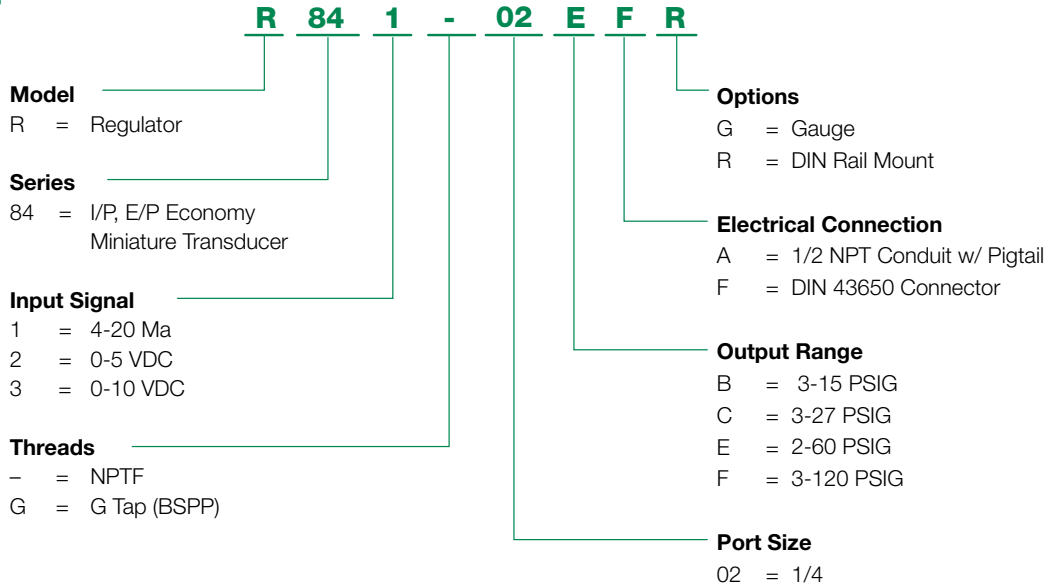 R 84 1 - 02 E F R
Model
R = Regulator
Series
84 = I/P, E/P Economy
Miniature Transducer
Input Signal
1 = 4-20 Ma
2 = 0-5 VDC
3 = 0-10 VDC
Threads
– = NPTF
G = G Tap (BSPP)
Options
G = Gauge
R = DIN Rail Mount
Electrical Connection
A = 1/2 NPT Conduit w/ Pigtail
F = DIN 43650 Connector
Output Range
B = 3-15 PSIG
C = 3-27 PSIG
E = 2-60 PSIG
F = 3-120 PSIG
Port Size
02 = 1/4